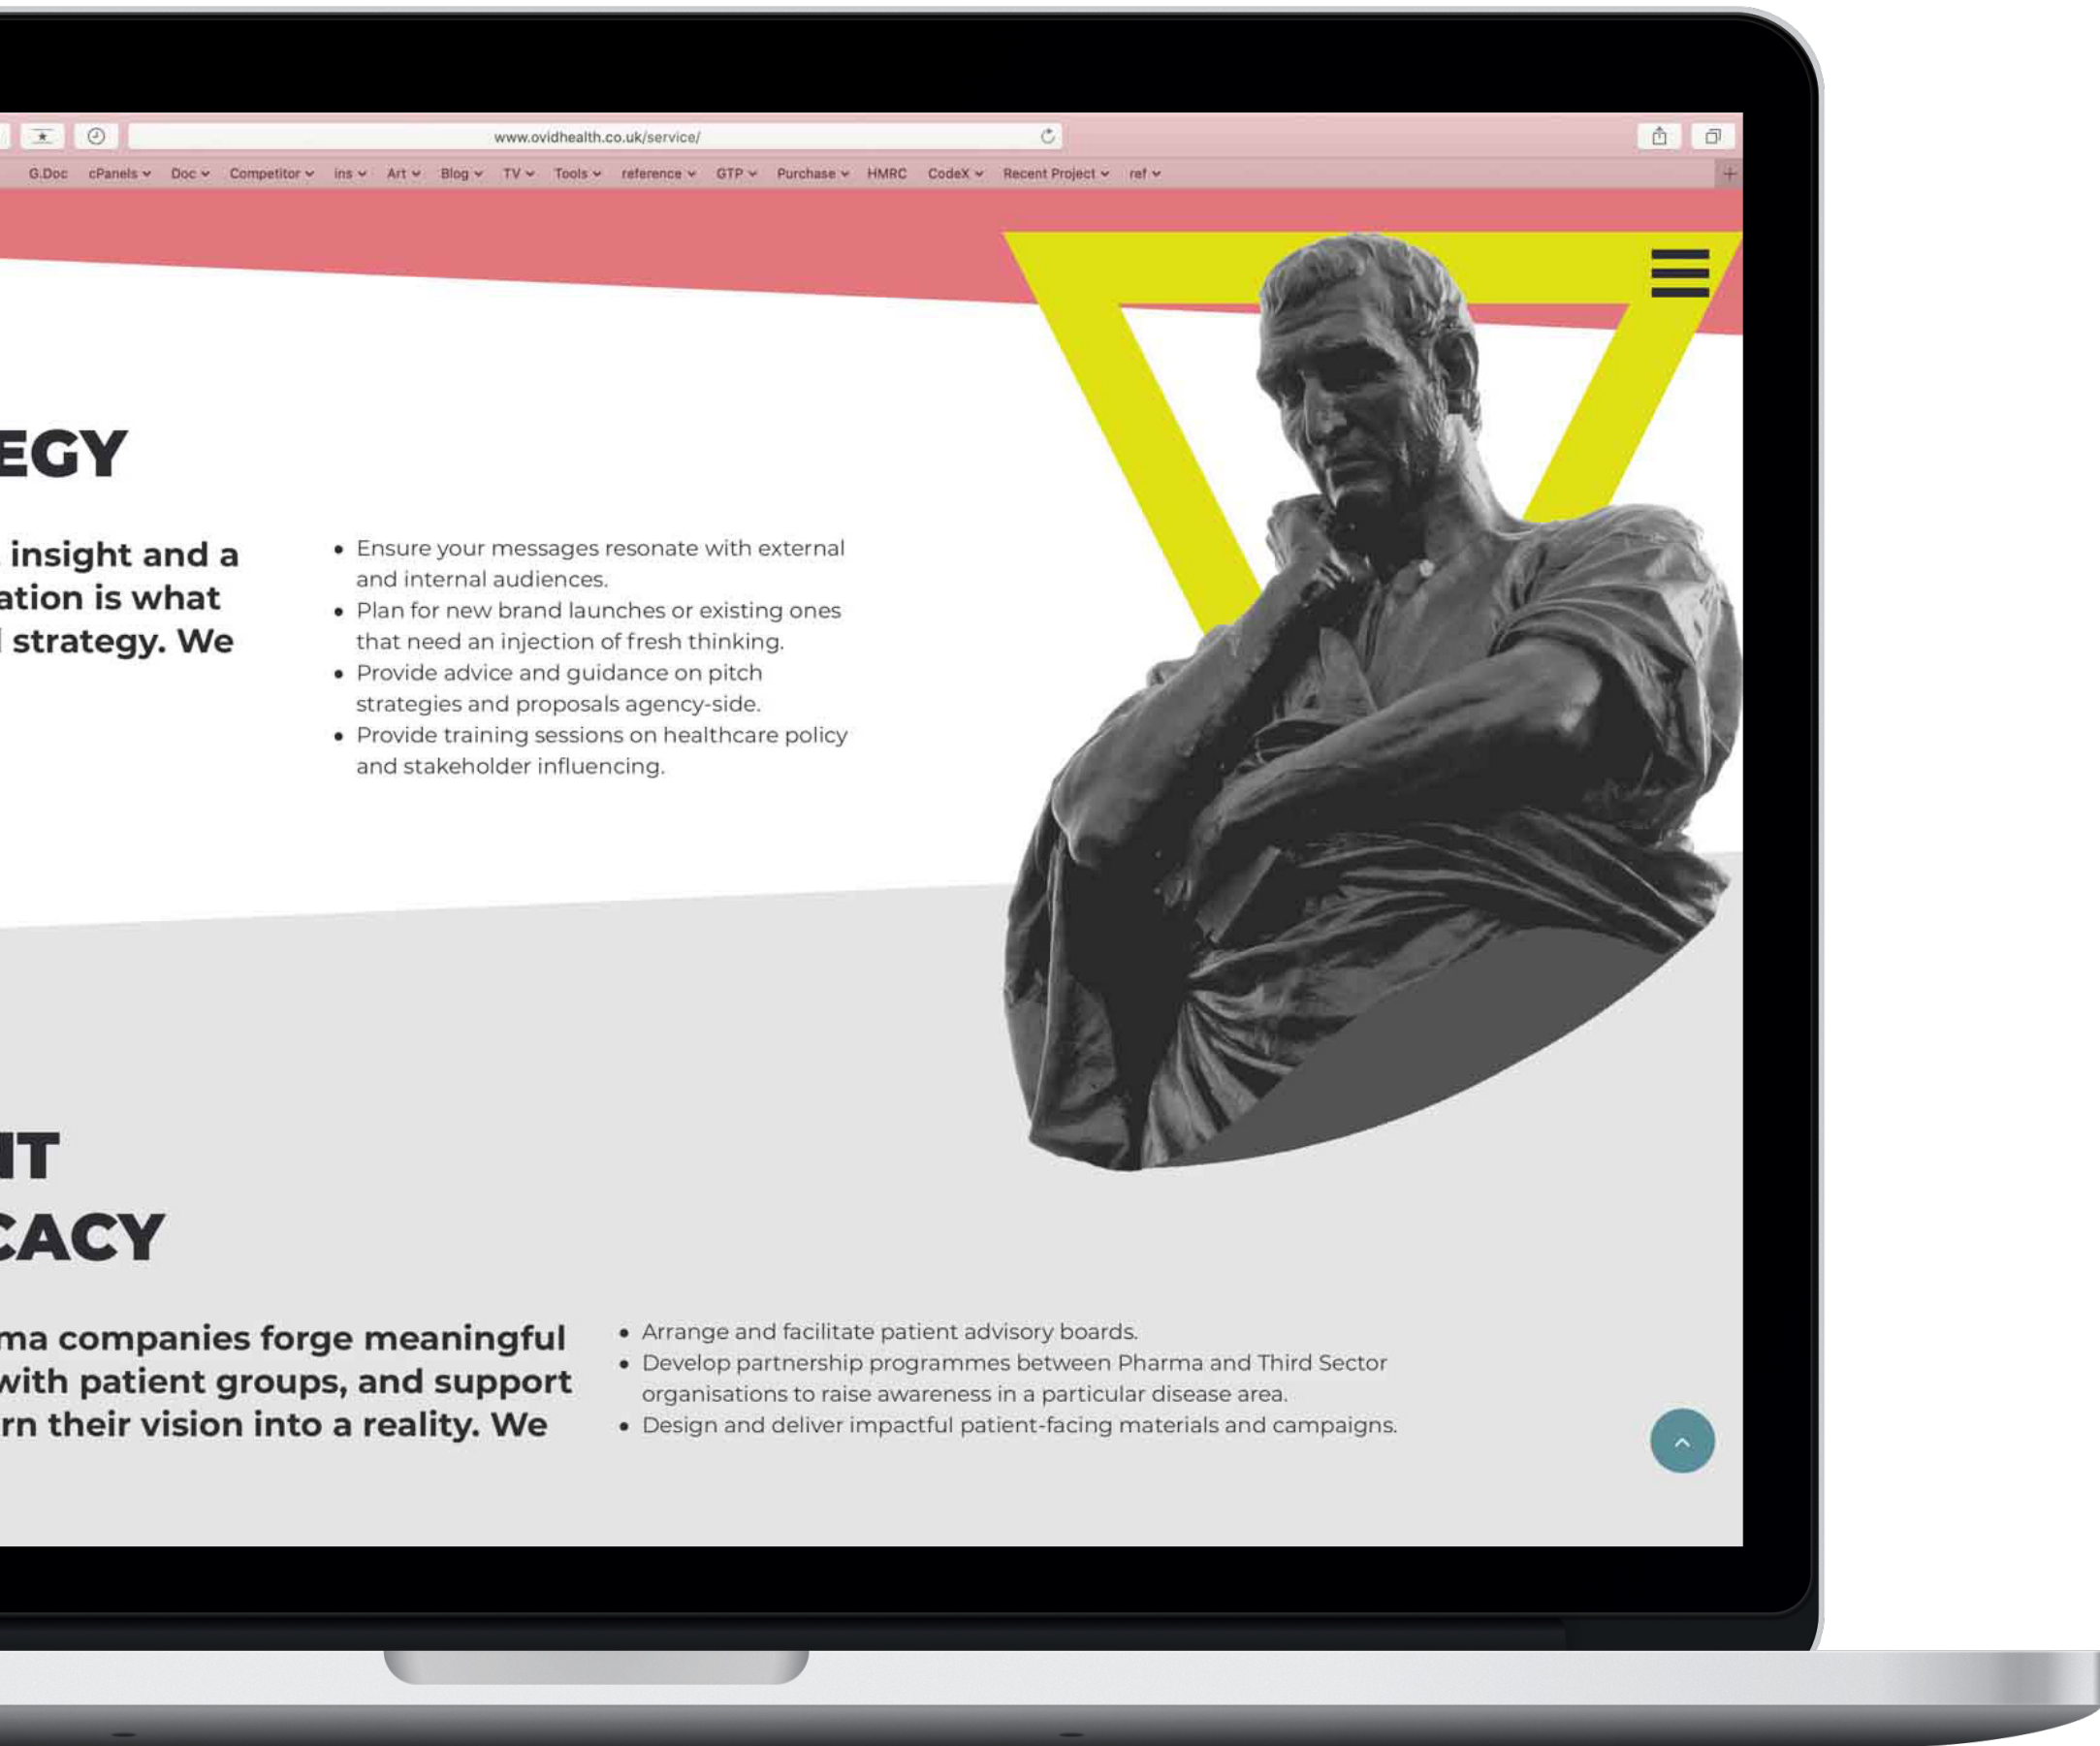 www.ovidhealth.co.uk/service/
G.Doc cPanels Doc Competitor ins Art Blog TV Tools reference GTP Purchase HMRC CodeX Recent Project ref
EGY
insight and a
ation is what
strategy. We
• Ensure your messages resonate with external
and internal audiences.
• Plan for new brand launches or existing ones
that need an injection of fresh thinking.
• Provide advice and guidance on pitch
strategies and proposals agency-side.
• Provide training sessions on healthcare policy
and stakeholder influencing.
NT
CACY
ma companies forge meaningful
with patient groups, and support
rn their vision into a reality. We
• Arrange and facilitate patient advisory boards.
• Develop partnership programmes between Pharma and Third Sector
organisations to raise awareness in a particular disease area.
• Design and deliver impactful patient-facing materials and campaigns.